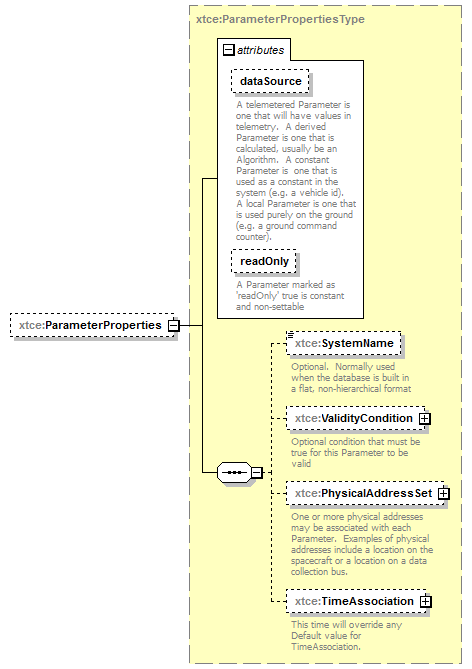 xtce:ParameterPropertiesType
attributes
dataSource
A telemetered Parameter is
one that will have values in
telemetry.  A derived
Parameter is one that is
calculated, usually be an
Algorithm.  A constant
Parameter is  one that is
used as a constant in the
system (e.g. a vehicle id).
A local Parameter is one that
is used purely on the ground
(e.g. a ground command
counter).
readOnly
A Parameter marked as
'readOnly' true is constant
and non-settable
xtce:ParameterProperties
xtce:SystemName
Optional.  Normally used
when the database is built in
a flat, non-hierarchical format
xtce:ValidityCondition
Optional condition that must be
true for this Parameter to be
valid
xtce:PhysicalAddressSet
One or more physical addresses
may be associated with each
Parameter.  Examples of physical
addresses include a location on the
spacecraft or a location on a data
collection bus.
xtce:TimeAssociation
This time will override any
Default value for
TimeAssociation.